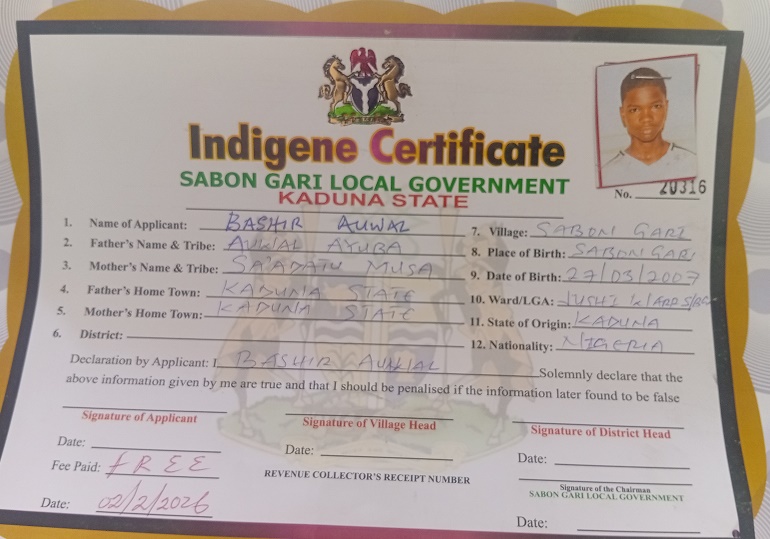 Indigene Certificate
SABON GARI LOCAL GOVERNMENT
KADUNA STATE
No. 20316
1. Name of Applicant: BASHIR AUWAL
2. Father's Name & Tribe: AUWAL AYUBA
3. Mother's Name & Tribe: SA'ADATU MUSA
4. Father's Home Town: KADUNA STATE
5. Mother's Home Town: KADUNA STATE
6. District:
7. Village: SABON GARI
8. Place of Birth: SABON GARI
9. Date of Birth: 27/03/2007
10. Ward/LGA: JUSHI WARD
11. State of Origin: KADUNA
12. Nationality: NIGERIA
Declaration by Applicant: I BASHIR AUWAL Solemnly declare that the
above information given by me are true and that I should be penalised if the information later found to be false
Signature of Applicant
Signature of Village Head
Signature of District Head
Date:
Date:
Date:
Fee Paid: FREE
REVENUE COLLECTOR'S RECEIPT NUMBER
Signature of the Chairman
SABON GARI LOCAL GOVERNMENT
Date: 02/2/2026
Date: